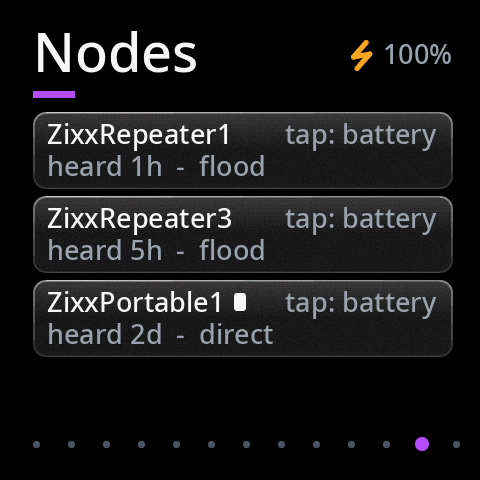 Nodes
⚡ 100%
ZixxRepeater1 tap: battery
heard 1h - flood
ZixxRepeater3 tap: battery
heard 5h - flood
ZixxPortable1 tap: battery
heard 2d - direct